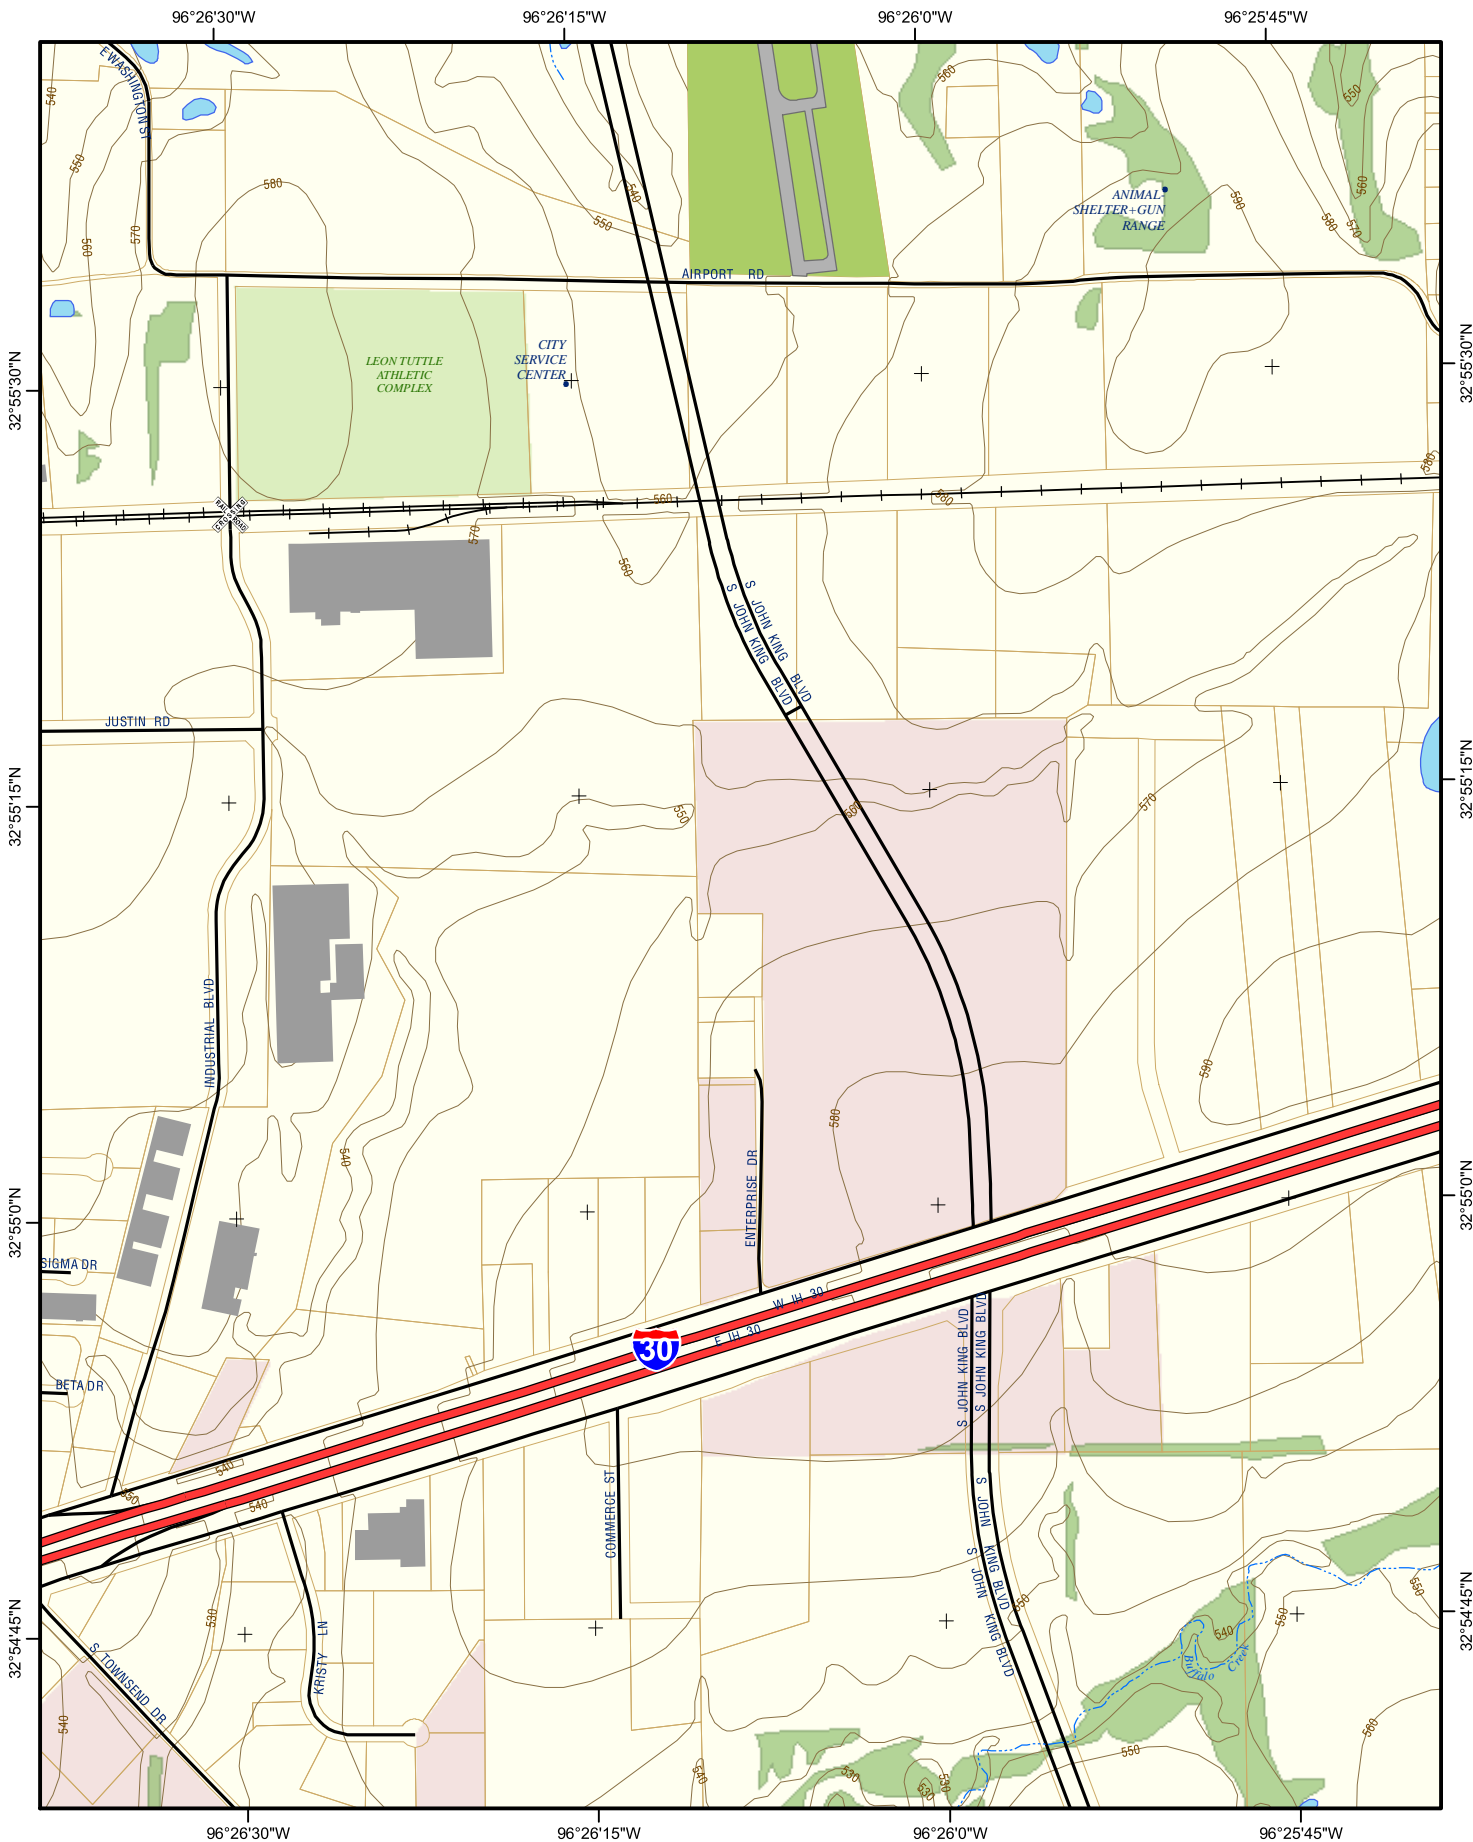 96°26'30"W
96°26'15"W
96°26'0"W
96°25'45"W
E WASHINGTON ST
540
550
560
570
580
540
550
560
590
580
550
560
570
ANIMAL-
SHELTER+GUN
RANGE
AIRPORT RD
32°55'30"N
LEON TUTTLE
ATHLETIC
COMPLEX
CITY
SERVICE
CENTER
32°55'30"N
RAILROAD
CROSSING
560
570
560
580
580
S JOHN KING BLVD
S JOHN KING BLVD
JUSTIN RD
32°55'15"N
550
560
570
32°55'15"N
INDUSTRIAL BLVD
540
580
590
ENTERPRISE DR
32°55'0"N
32°55'0"N
SIGMA DR
W IH 30
E IH 30
30
S JOHN KING BLVD
S JOHN KING BLVD
BETA DR
540
550
540
COMMERCE ST
S JOHN KING BLVD
S JOHN KING BLVD
32°54'45"N
530
KRISTY LN
S TOWNSEND DR
540
550
540
550
550
Buffalo Creek
32°54'45"N
560
550
540
530
530
530
96°26'30"W
96°26'15"W
96°26'0"W
96°25'45"W